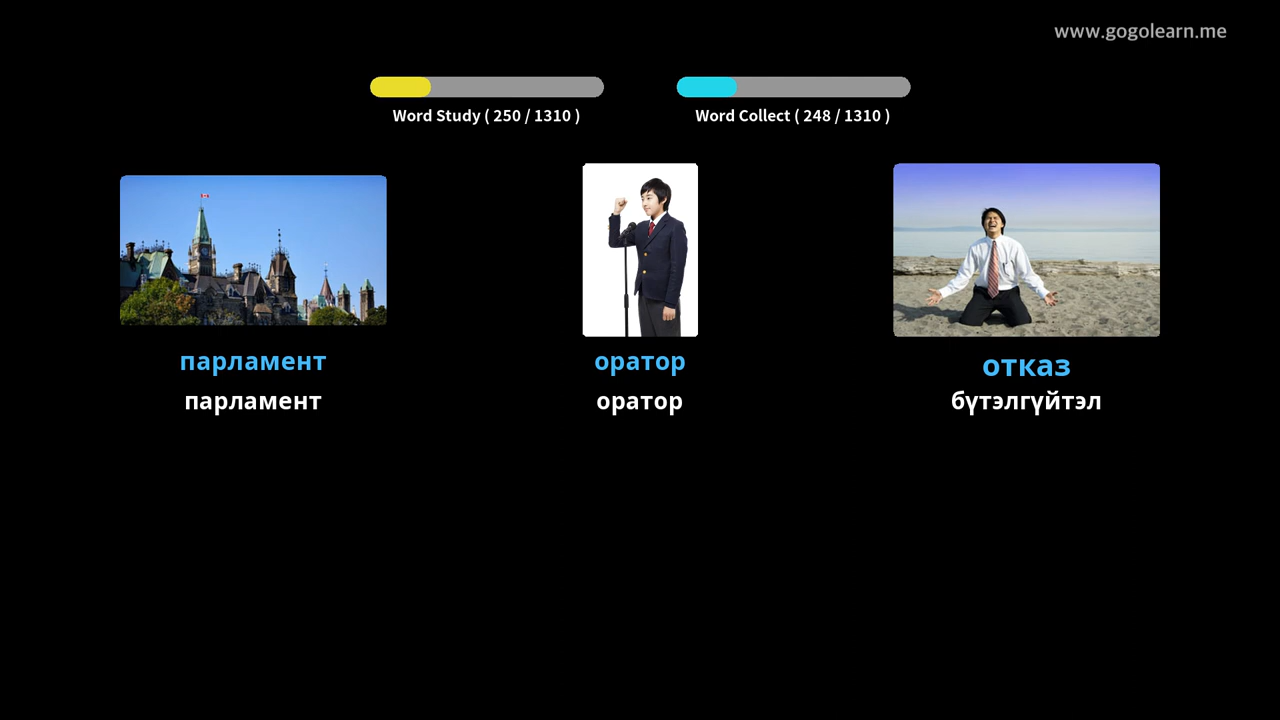 www.gogolearn.me
Word Study ( 250 / 1310 )
Word Collect ( 248 / 1310 )
парламент
парламент
оратор
оратор
отказ
бүтэлгүйтэл